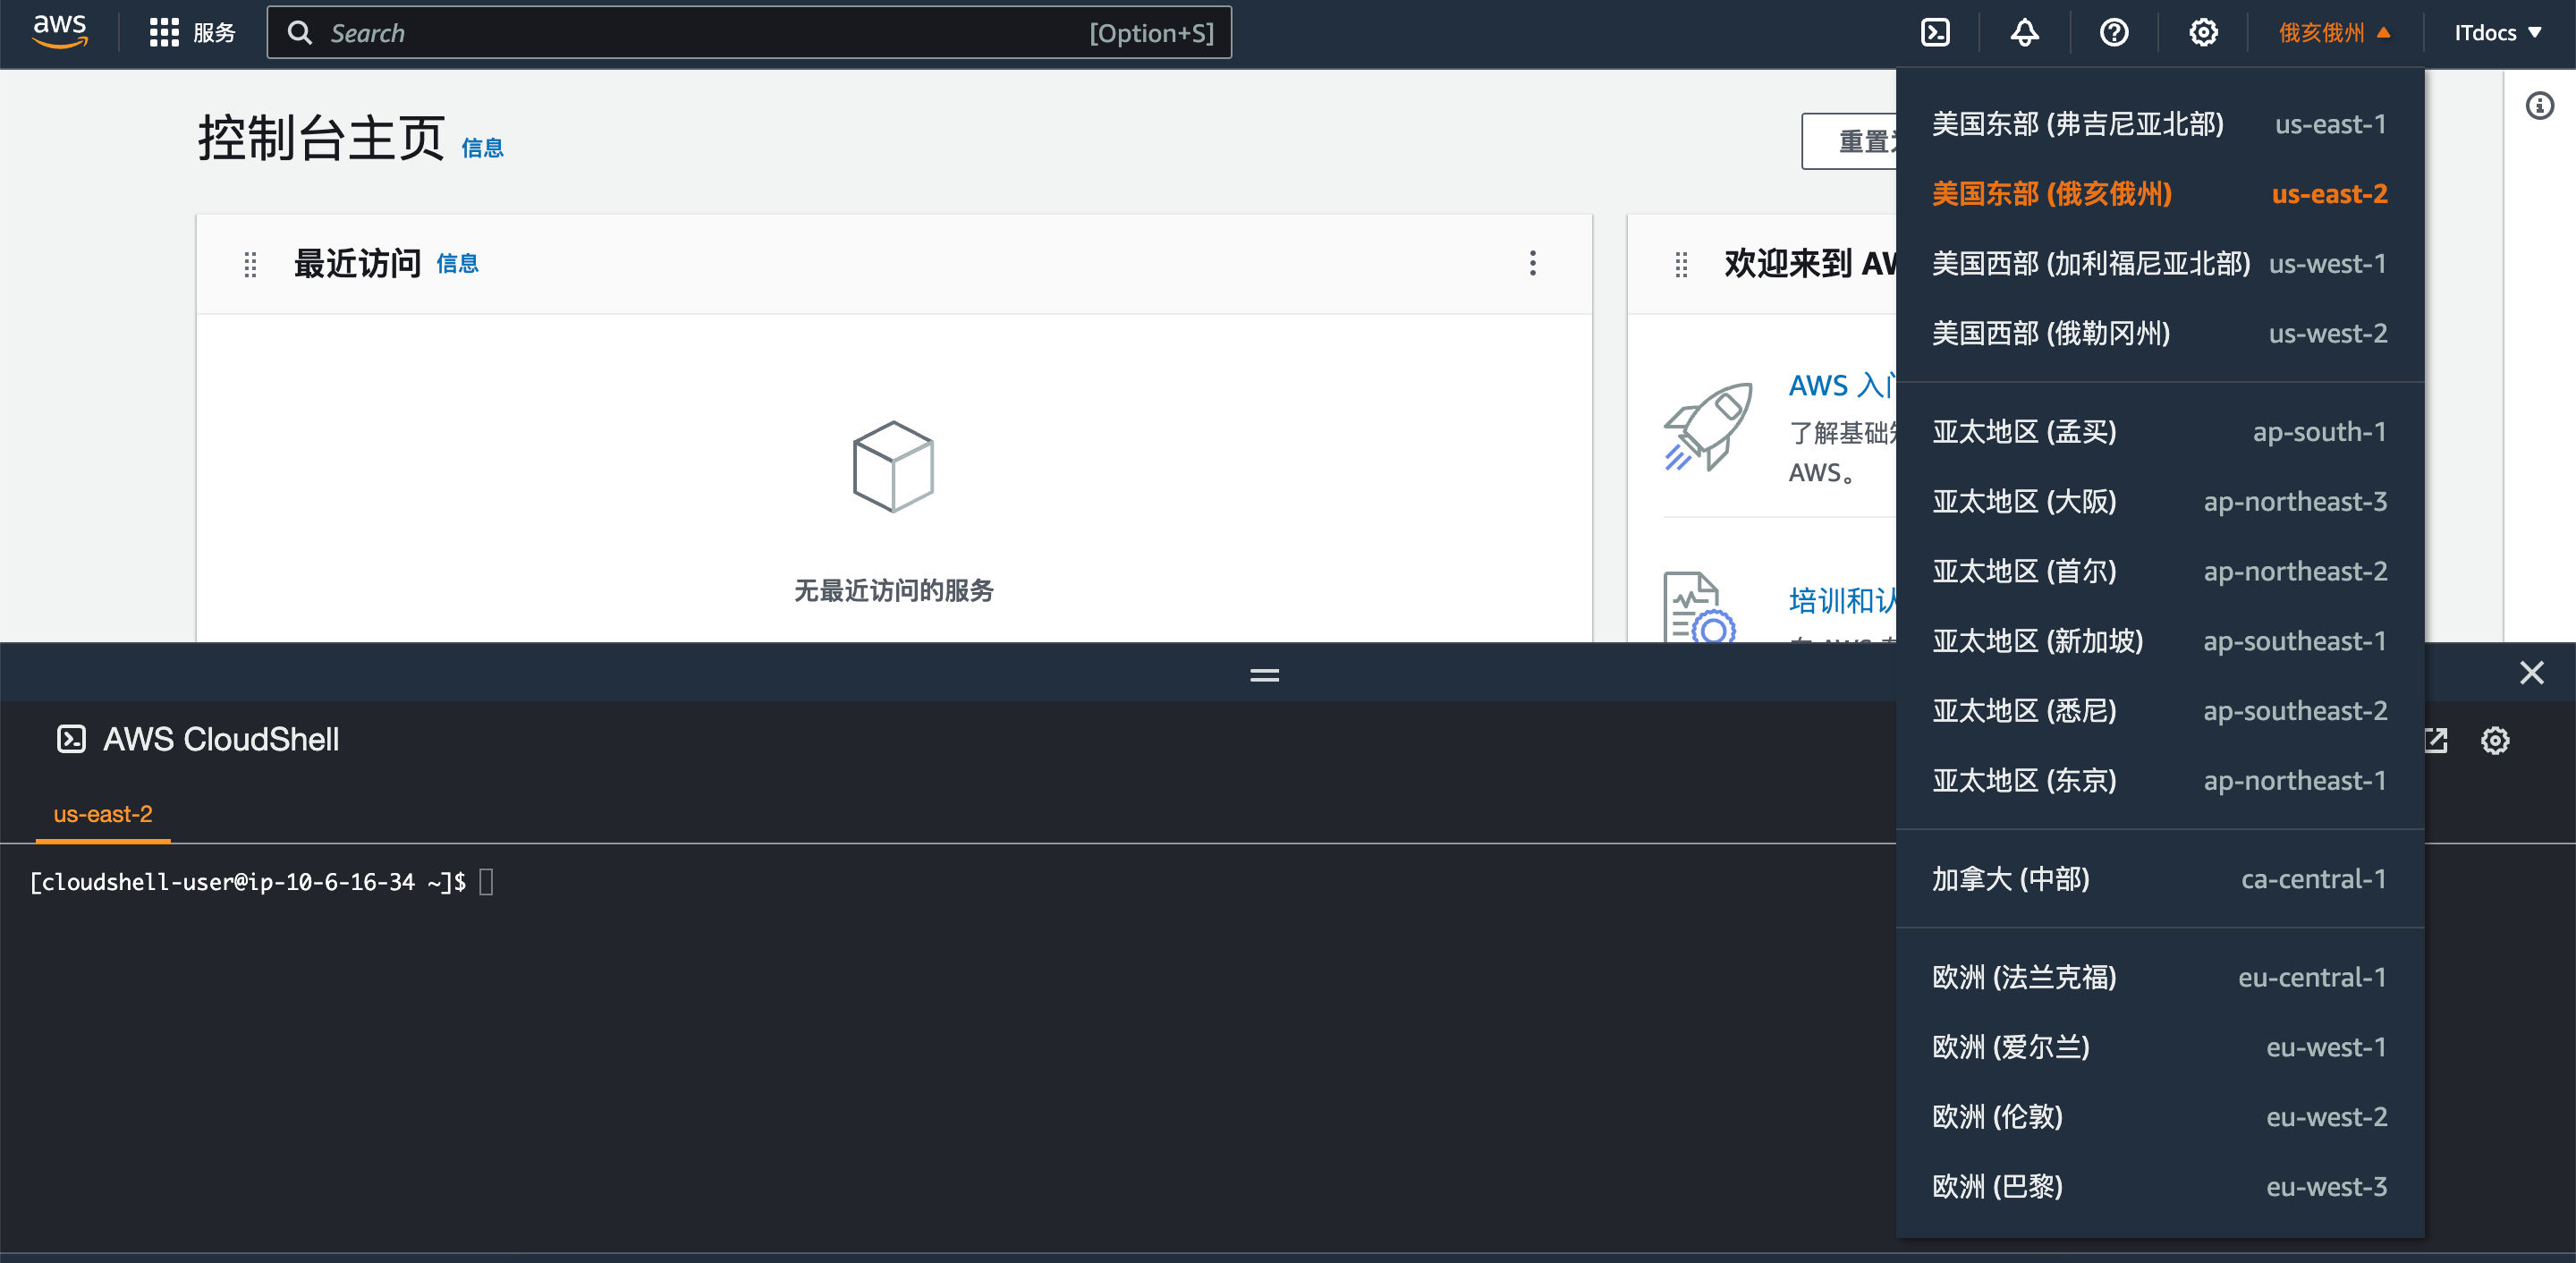 aws 服务 Search [Option+S] 俄亥俄州 ITdocs
控制台主页 信息
重置
最近访问 信息
无最近访问的服务
欢迎来到 AW
AWS 入门
了解基础知
AWS。
培训和认
美国东部 (弗吉尼亚北部) us-east-1
美国东部 (俄亥俄州) us-east-2
美国西部 (加利福尼亚北部) us-west-1
美国西部 (俄勒冈州) us-west-2
亚太地区 (孟买) ap-south-1
亚太地区 (大阪) ap-northeast-3
亚太地区 (首尔) ap-northeast-2
亚太地区 (新加坡) ap-southeast-1
亚太地区 (悉尼) ap-southeast-2
亚太地区 (东京) ap-northeast-1
加拿大 (中部) ca-central-1
欧洲 (法兰克福) eu-central-1
欧洲 (爱尔兰) eu-west-1
欧洲 (伦敦) eu-west-2
欧洲 (巴黎) eu-west-3
AWS CloudShell
us-east-2
[cloudshell-user@ip-10-6-16-34 ~]$